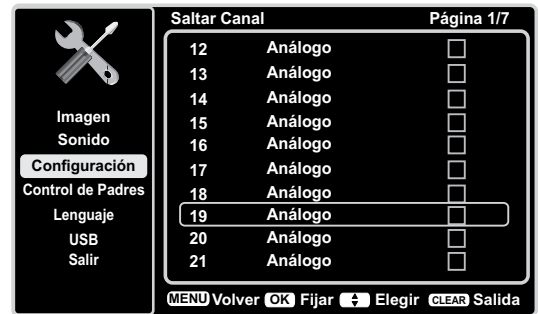 Saltar Canal Página 1/7
12 Análogo
13 Análogo
14 Análogo
15 Análogo
16 Análogo
17 Análogo
18 Análogo
19 Análogo
20 Análogo
21 Análogo
Imagen
Sonido
Configuración
Control de Padres
Lenguaje
USB
Salir
MENU Volver OK Fijar Elegir CLEAR Salida